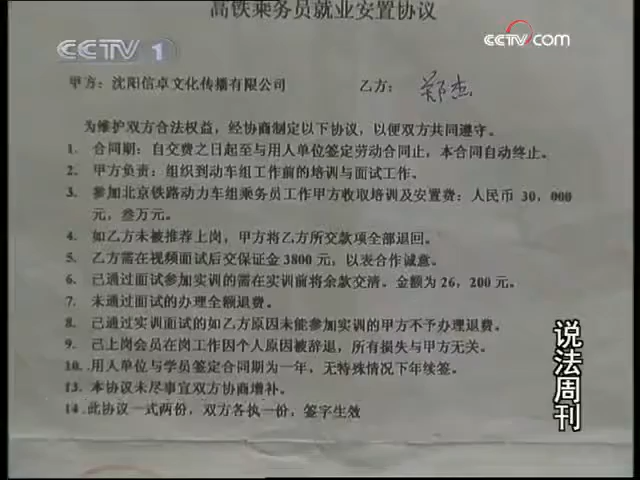 CCTV 1
cctv.com
高铁乘务员就业安置协议
甲方：沈阳信卓文化传播有限公司 乙方：郑杰
为维护双方合法权益，经协商制定以下协议，以便双方共同遵守。
1. 合同期：自交费之日起至与用人单位签定劳动合同止，本合同自动终止。
2. 甲方负责：组织到动车组工作前的培训与面试工作。
3. 参加北京铁路动力车组乘务员工作甲方收取培训及安置费：人民币 30，000
元，叁万元。
4. 如乙方未被推荐上岗，甲方将乙方所交款项全部退回。
5. 乙方需在视频面试后交保证金 3800 元，以表合作诚意。
6. 已通过面试参加实训的需在实训前将余款交清。金额为 26，200 元。
7. 未通过面试的办理全额退费。
8. 已通过实训面试的如乙方原因未能参加实训的甲方不予办理退费。
9. 已上岗会员在岗工作因个人原因被辞退，所有损失与甲方无关。
10. 用人单位与学员签定合同期为一年，无特殊情况下年续签。
13. 本协议未尽事宜双方协商增补。
14 .此协议一式两份，双方各执一份，签字生效
说法周刊